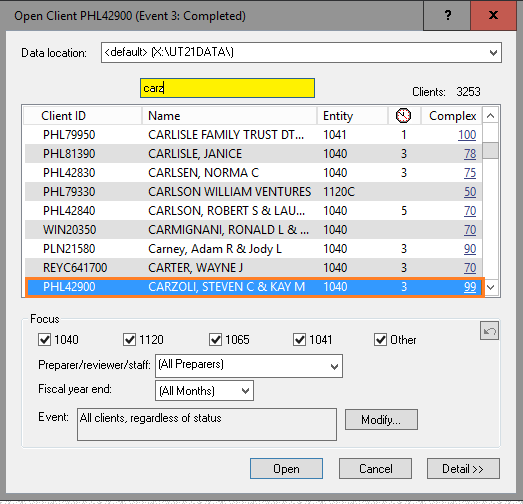 Open Client PHL42900 (Event 3: Completed) ? X
Data location: <default> (X:\UT21DATA\)
carz
Clients: 3253
Client ID Name Entity Complex
PHL79950 CARLISLE FAMILY TRUST DT... 1041 1 100
PHL81390 CARLISLE, JANICE 1040 3 78
PHL42830 CARLSEN, NORMA C 1040 3 75
PHL79330 CARLSON WILLIAM VENTURES 1120C 50
PHL42840 CARLSON, ROBERT S & LAU... 1040 5 70
WIN20350 CARMIGNANI, RONALD L & ... 1040 70
PLN21580 Carney, Adam R & Jody L 1040 3 90
REYC641700 CARTER, WAYNE J 1040 3 70
PHL42900 CARZOLI, STEVEN C & KAY M 1040 3 99
Focus
1040 1120 1065 1041 Other
Preparer/reviewer/staff: (All Preparers)
Fiscal year end: (All Months)
Event: All clients, regardless of status Modify...
Open Cancel Detail >>